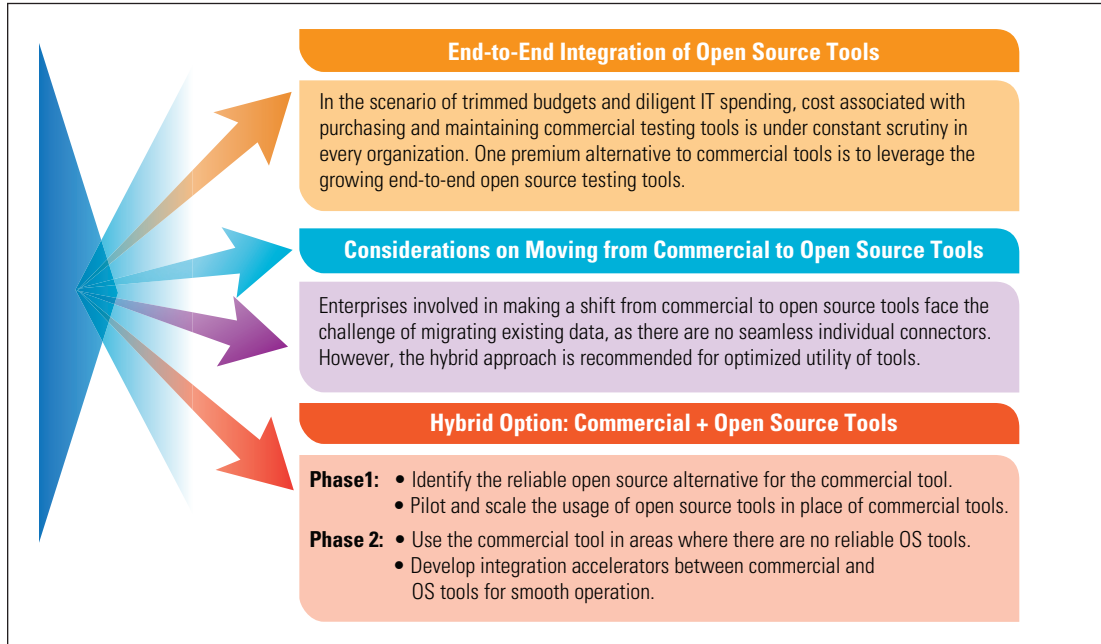 End-to-End Integration of Open Source Tools
In the scenario of trimmed budgets and diligent IT spending, cost associated with
purchasing and maintaining commercial testing tools is under constant scrutiny in
every organization. One premium alternative to commercial tools is to leverage the
growing end-to-end open source testing tools.
Considerations on Moving from Commercial to Open Source Tools
Enterprises involved in making a shift from commercial to open source tools face the
challenge of migrating existing data, as there are no seamless individual connectors.
However, the hybrid approach is recommended for optimized utility of tools.
Hybrid Option: Commercial + Open Source Tools
Phase1: • Identify the reliable open source alternative for the commercial tool.
• Pilot and scale the usage of open source tools in place of commercial tools.
Phase 2: • Use the commercial tool in areas where there are no reliable OS tools.
• Develop integration accelerators between commercial and
OS tools for smooth operation.